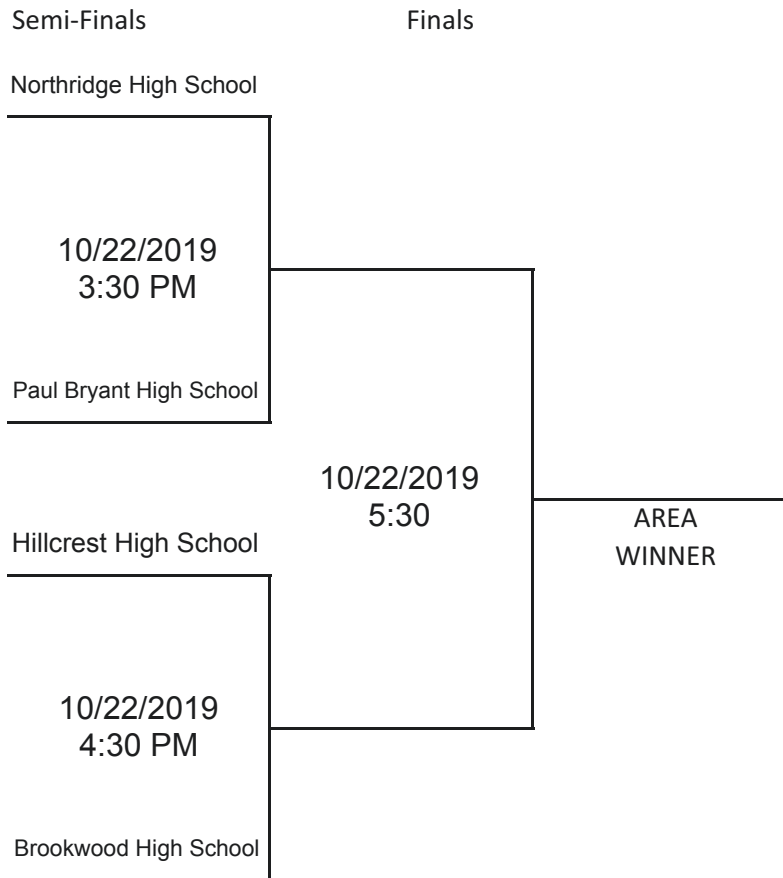 Semi-Finals
Finals
Northridge High School
10/22/2019
3:30 PM
Paul Bryant High School
10/22/2019
5:30
AREA
WINNER
Hillcrest High School
10/22/2019
4:30 PM
Brookwood High School